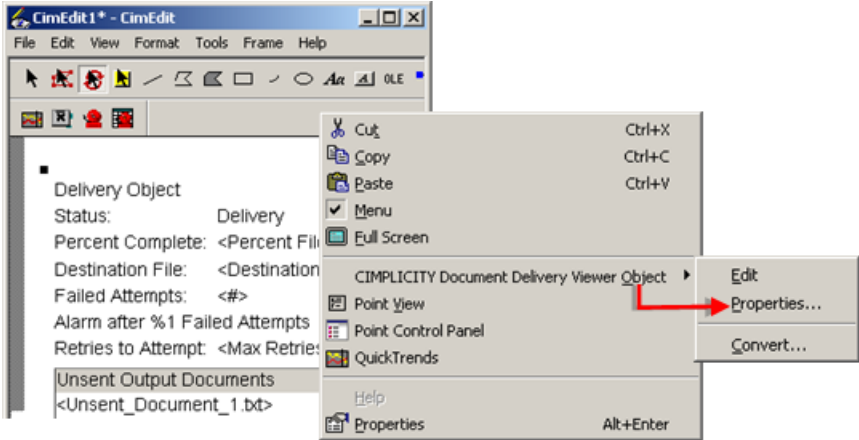 CimEdit1* - CimEdit
File Edit View Format Tools Frame Help
Aa A OLE
Delivery Object
Status: Delivery
Percent Complete: <Percent Fil
Destination File: <Destination
Failed Attempts: <#>
Alarm after %1 Failed Attempts
Retries to Attempt: <Max Retries
Unsent Output Documents
<Unsent_Document_1.txt>
Cut Ctrl+X
Copy Ctrl+C
Paste Ctrl+V
Menu
Full Screen
CIMPLICITY Document Delivery Viewer Object
Point View
Point Control Panel
QuickTrends
Help
Properties Alt+Enter
Edit
Properties...
Convert...